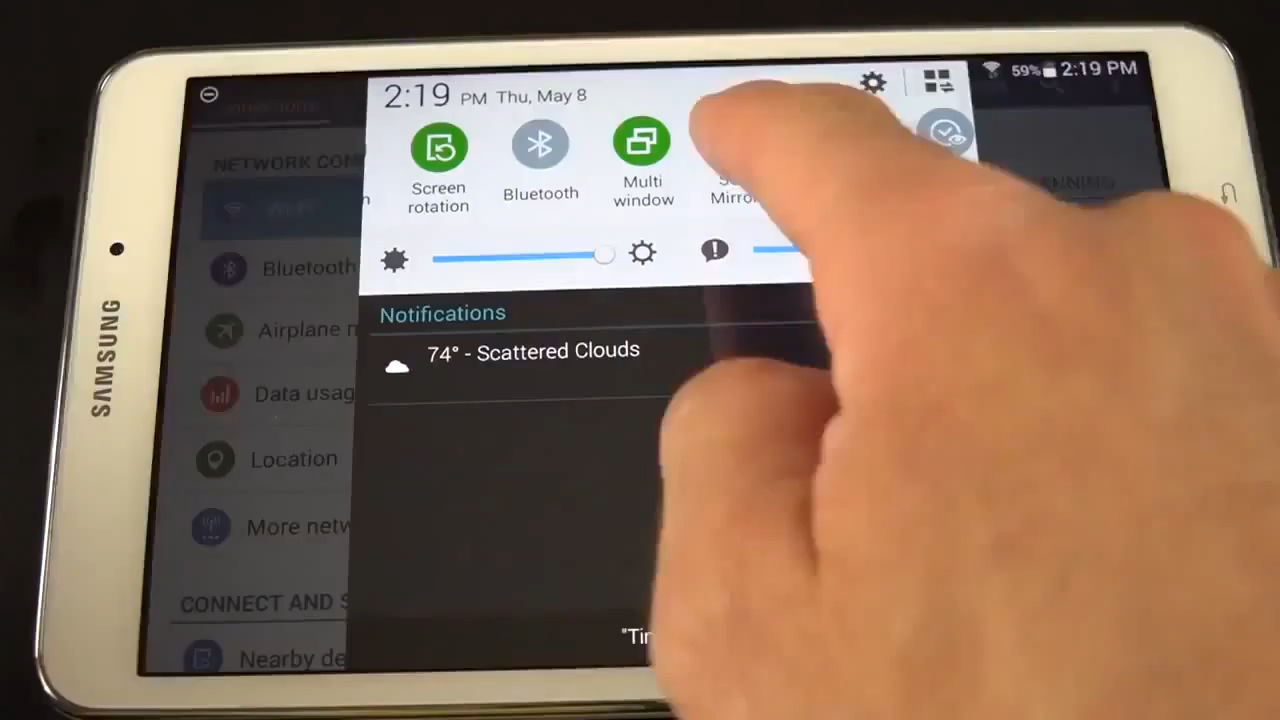 2:19 PM Thu, May 8
59% 2:19 PM
Screen rotation
Bluetooth
Multi window
NETWORK CON
Bluetooth
Airplane
Data usag
Location
More netw
CONNECT AND S
Nearby de
Notifications
74° - Scattered Clouds
"Tir
SAMSUNG